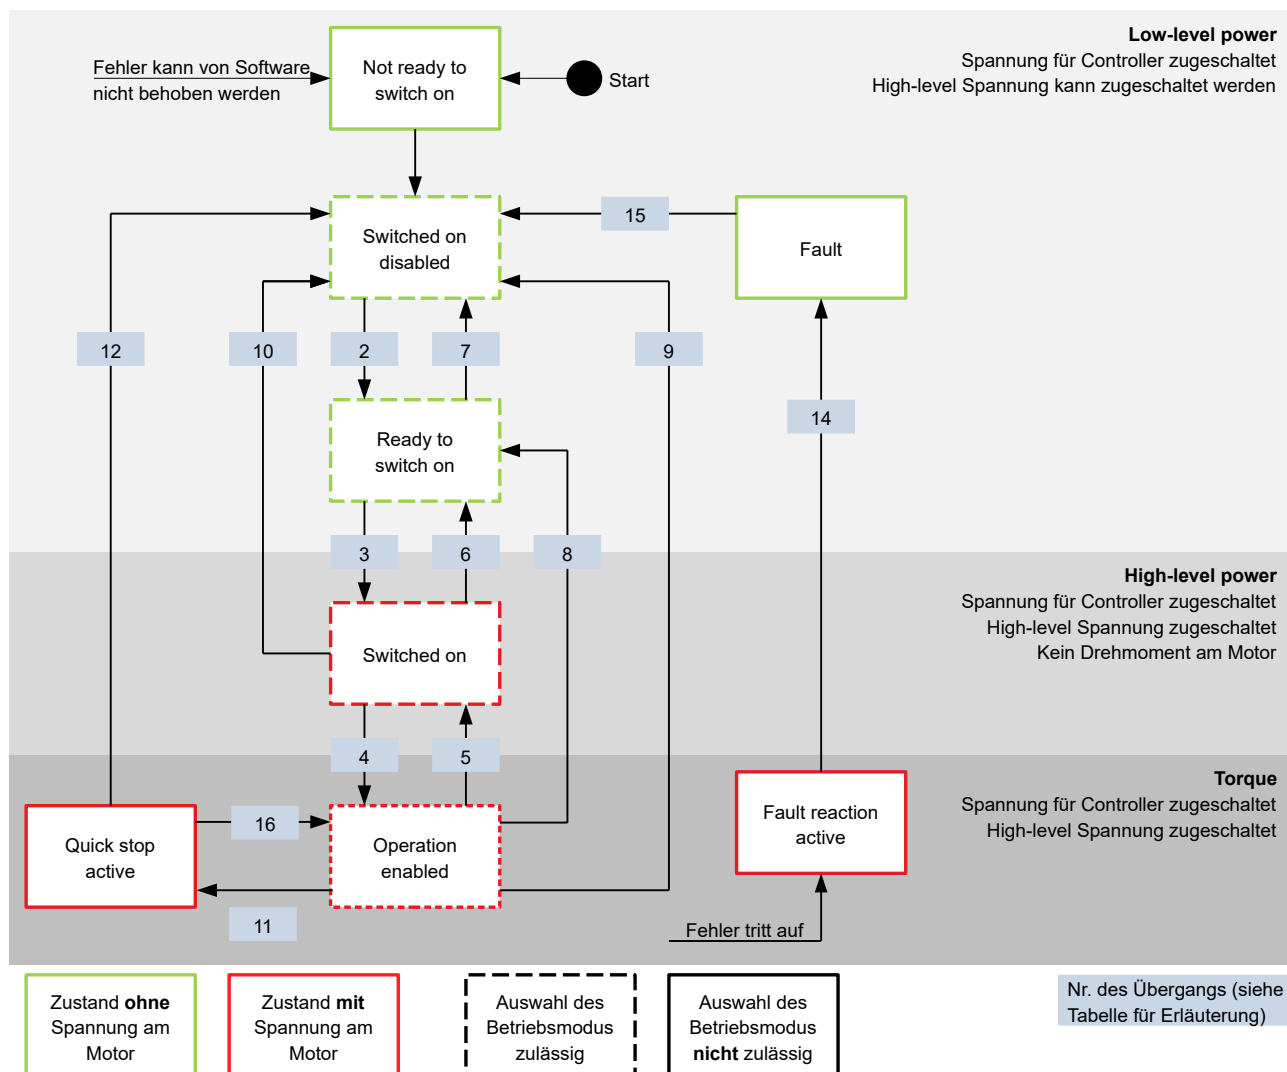 Low-level power
Spannung für Controller zugeschaltet
High-level Spannung kann zugeschaltet werden
Fehler kann von Software
nicht behoben werden
Not ready to
switch on
Start
Switched on
disabled
15
Fault
12
10
2
7
9
14
Ready to
switch on
3
6
8
High-level power
Spannung für Controller zugeschaltet
High-level Spannung zugeschaltet
Kein Drehmoment am Motor
Switched on
4
5
Torque
Spannung für Controller zugeschaltet
High-level Spannung zugeschaltet
Quick stop
active
16
Operation
enabled
Fault reaction
active
11
Fehler tritt auf
Zustand ohne
Spannung am
Motor
Zustand mit
Spannung am
Motor
Auswahl des
Betriebsmodus
zulässig
Auswahl des
Betriebsmodus
nicht zulässig
Nr. des Übergangs (siehe
Tabelle für Erläuterung)